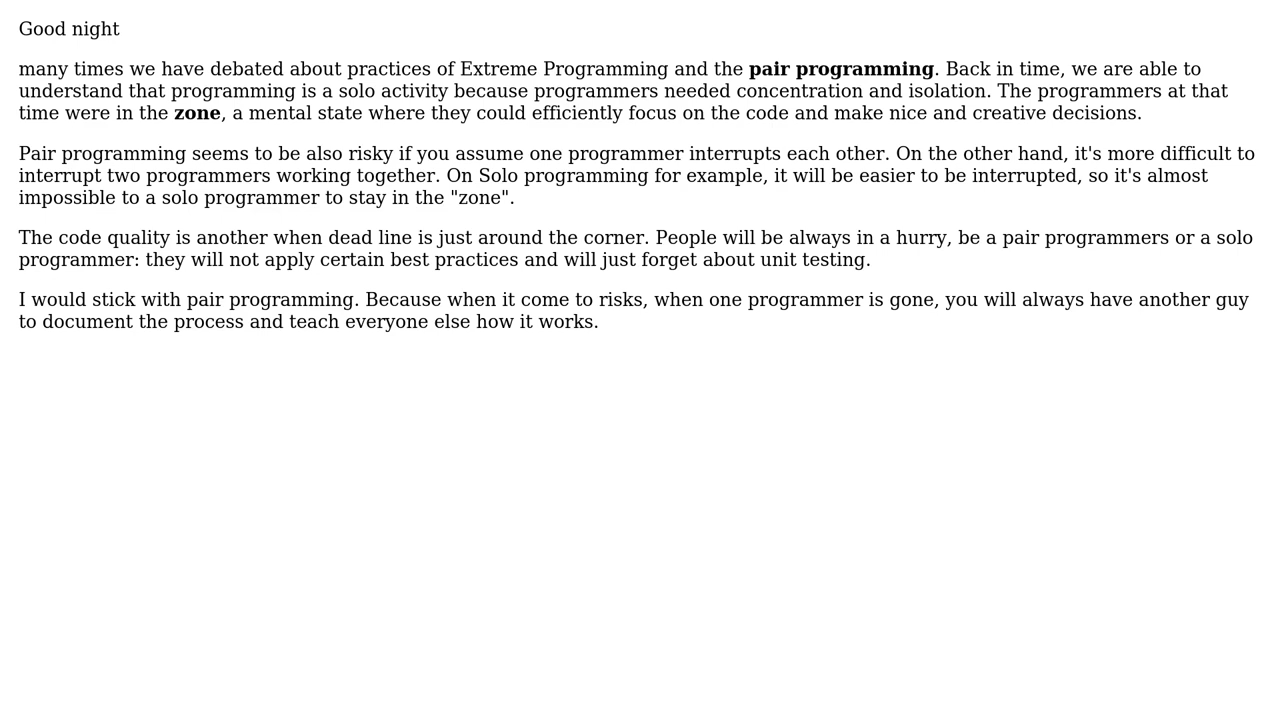 Good night
many times we have debated about practices of Extreme Programming and the pair programming. Back in time, we are able to
understand that programming is a solo activity because programmers needed concentration and isolation. The programmers at that
time were in the zone, a mental state where they could efficiently focus on the code and make nice and creative decisions.
Pair programming seems to be also risky if you assume one programmer interrupts each other. On the other hand, it's more difficult to
interrupt two programmers working together. On Solo programming for example, it will be easier to be interrupted, so it's almost
impossible to a solo programmer to stay in the "zone".
The code quality is another when dead line is just around the corner. People will be always in a hurry, be a pair programmers or a solo
programmer: they will not apply certain best practices and will just forget about unit testing.
I would stick with pair programming. Because when it come to risks, when one programmer is gone, you will always have another guy
to document the process and teach everyone else how it works.